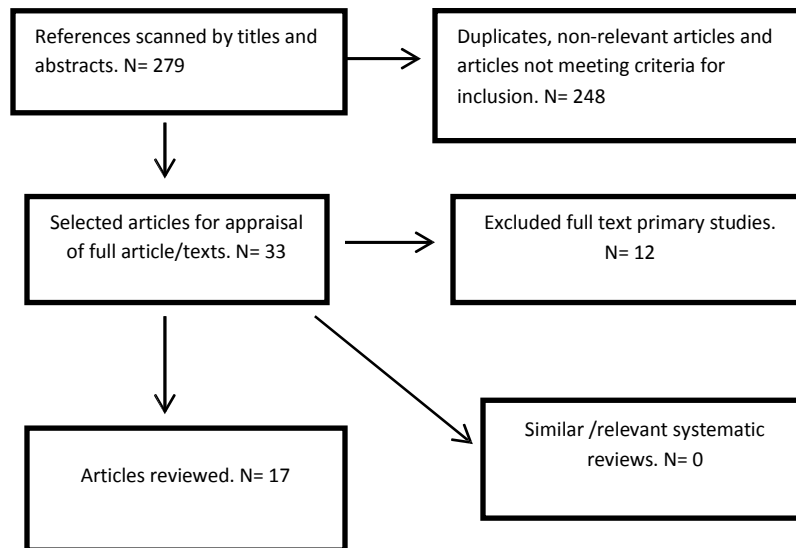 References scanned by titles and
abstracts. N= 279
Duplicates, non-relevant articles and
articles not meeting criteria for
inclusion. N= 248
Selected articles for appraisal
of full article/texts. N= 33
Excluded full text primary studies.
N= 12
Similar /relevant systematic
reviews. N= 0
Articles reviewed. N= 17